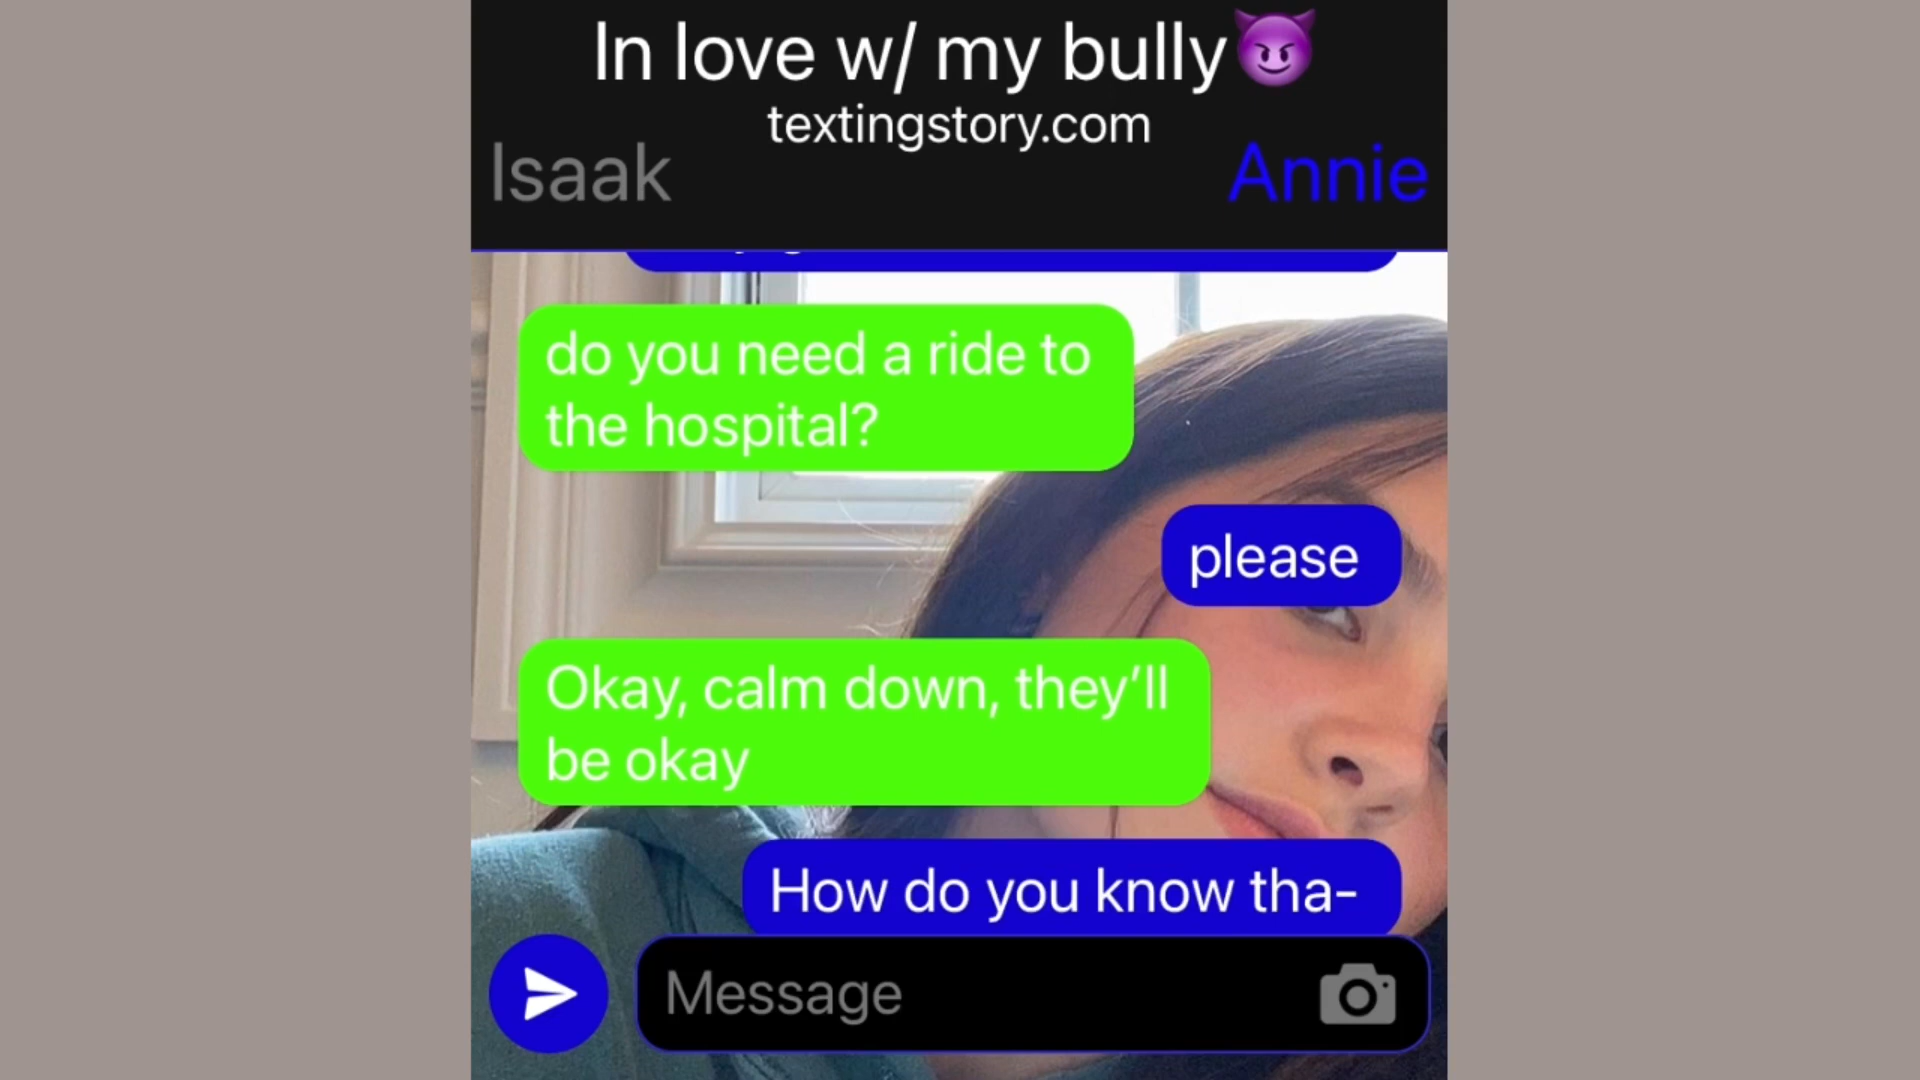 In love w/ my bully😈
textingstory.com
Isaak
Annie
do you need a ride to
the hospital?
please
Okay, calm down, they’ll
be okay
How do you know tha-
Message